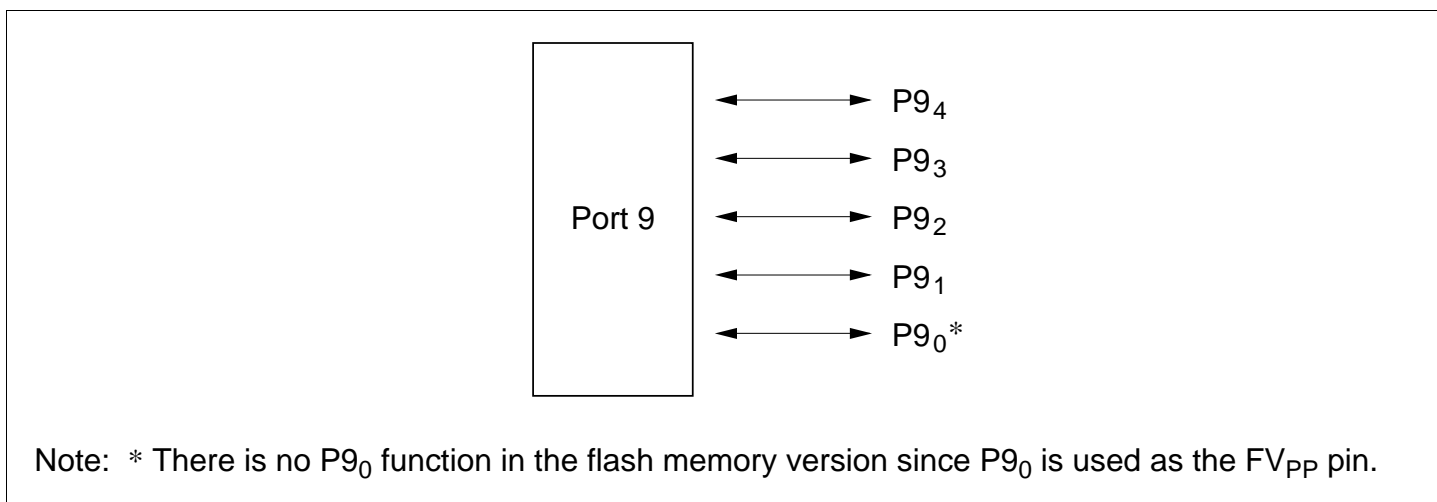 P9₄
P9₃
Port 9
P9₂
P9₁
P9₀*
Note: * There is no P9₀ function in the flash memory version since P9₀ is used as the FVPP pin.